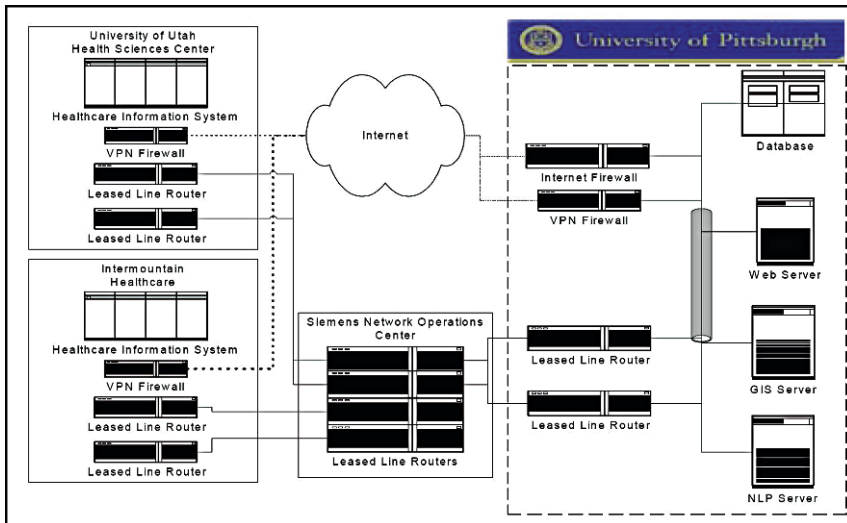 University of Utah
Health Sciences Center
Healthcare Information System
VPN Firewall
Leased Line Router
Leased Line Router
Intermountain
Healthcare
Healthcare Information System
VPN Firewall
Leased Line Router
Leased Line Router
Internet
Siemens Network Operations
Center
Leased Line Routers
University of Pittsburgh
Internet Firewall
VPN Firewall
Leased Line Router
Leased Line Router
Database
Web Server
GIS Server
NLP Server